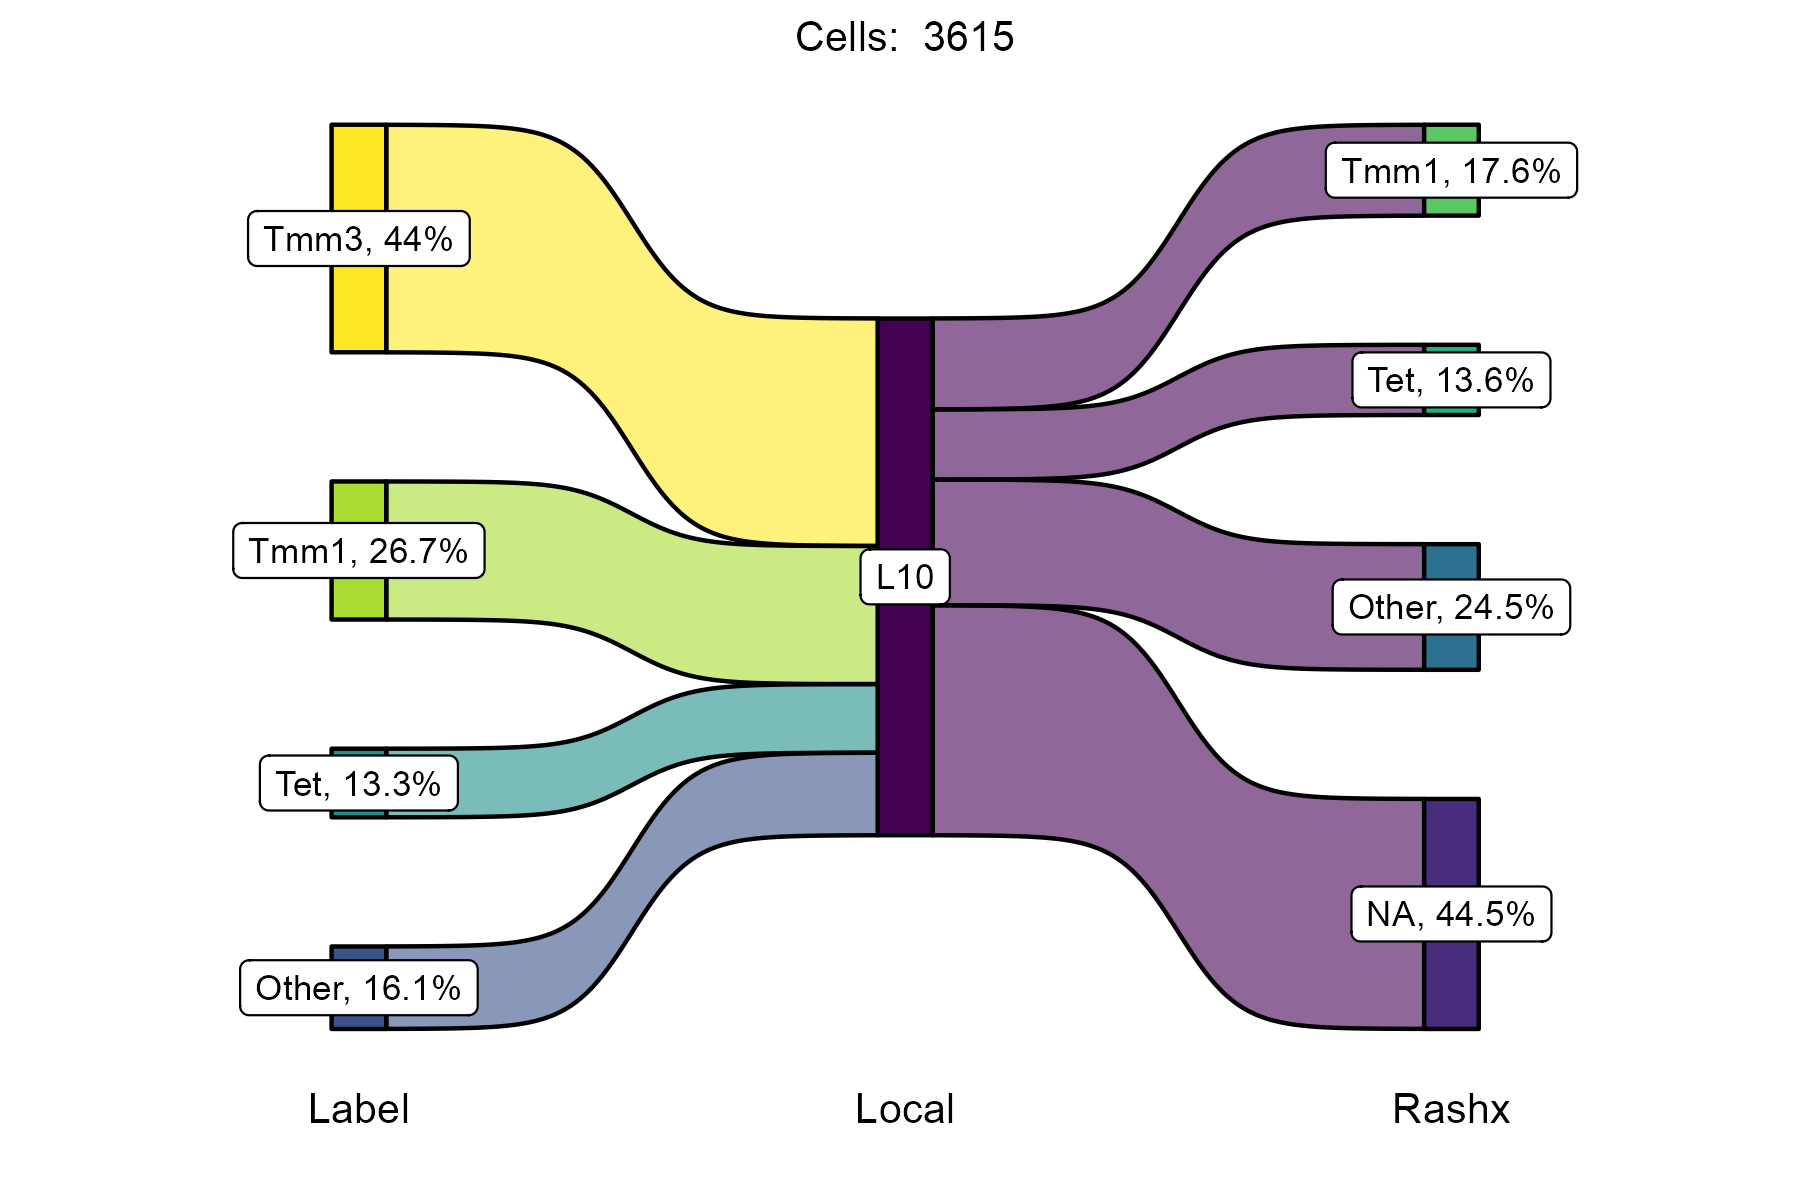 Cells:  3615
Tmm3, 44%
Tmm1, 26.7%
Tet, 13.3%
Other, 16.1%
L10
Tmm1, 17.6%
Tet, 13.6%
Other, 24.5%
NA, 44.5%
Label
Local
Rashx